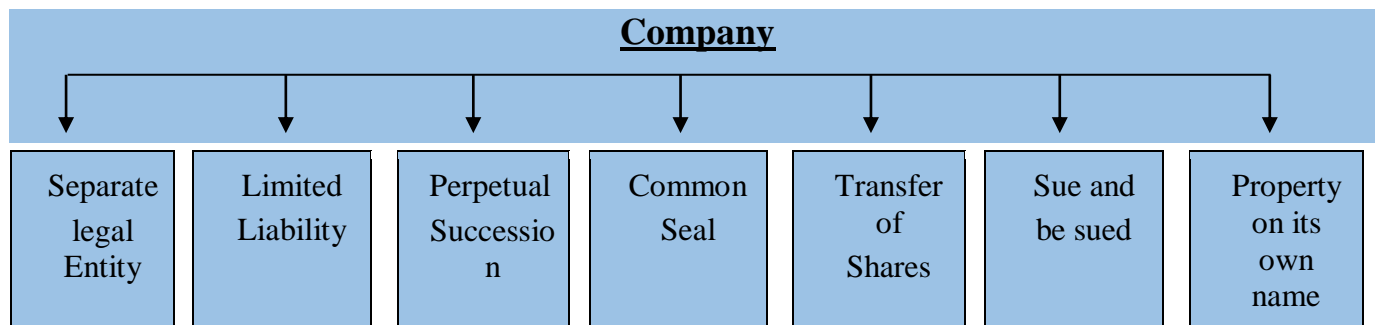 Company
Separate
legal
Entity
Limited
Liability
Perpetual
Successio
n
Common
Seal
Transfer
of
Shares
Sue and
be sued
Property
on its
own
name